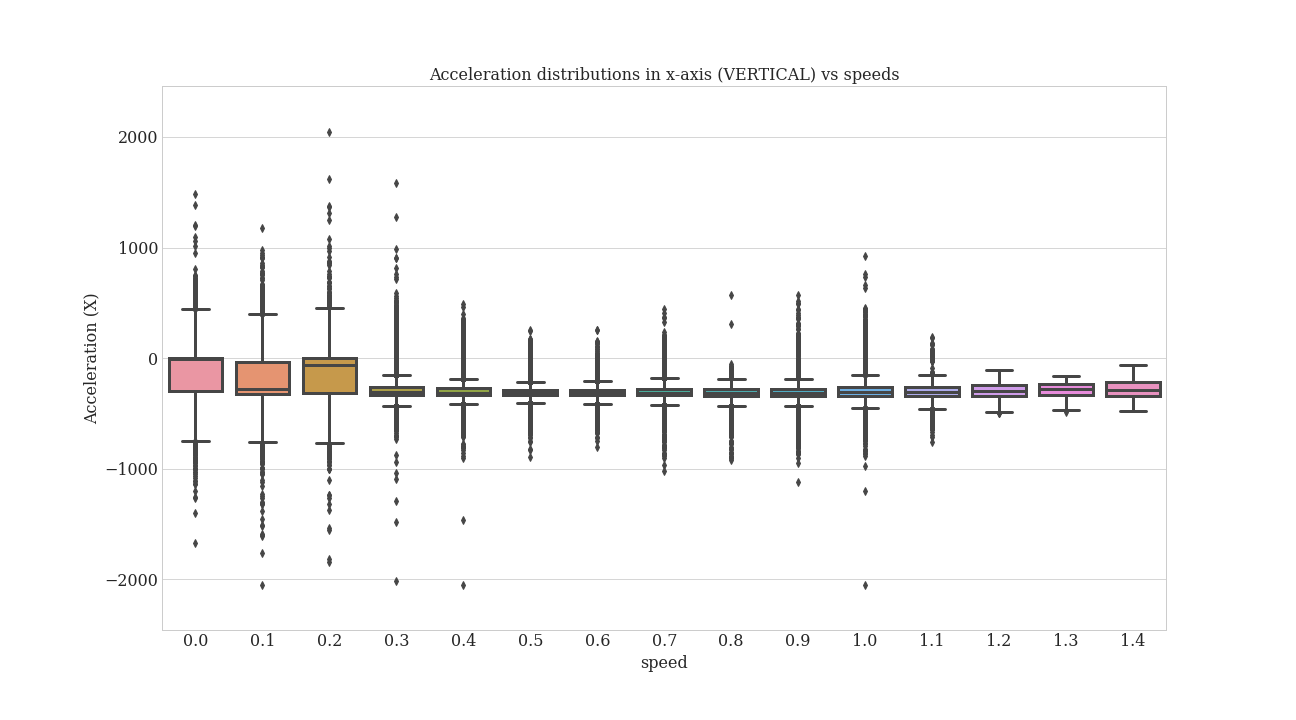 Acceleration distributions in x-axis (VERTICAL) vs speeds
Acceleration (X)
2000
1000
0
−1000
−2000
0.0 0.1 0.2 0.3 0.4 0.5 0.6 0.7 0.8 0.9 1.0 1.1 1.2 1.3 1.4
speed